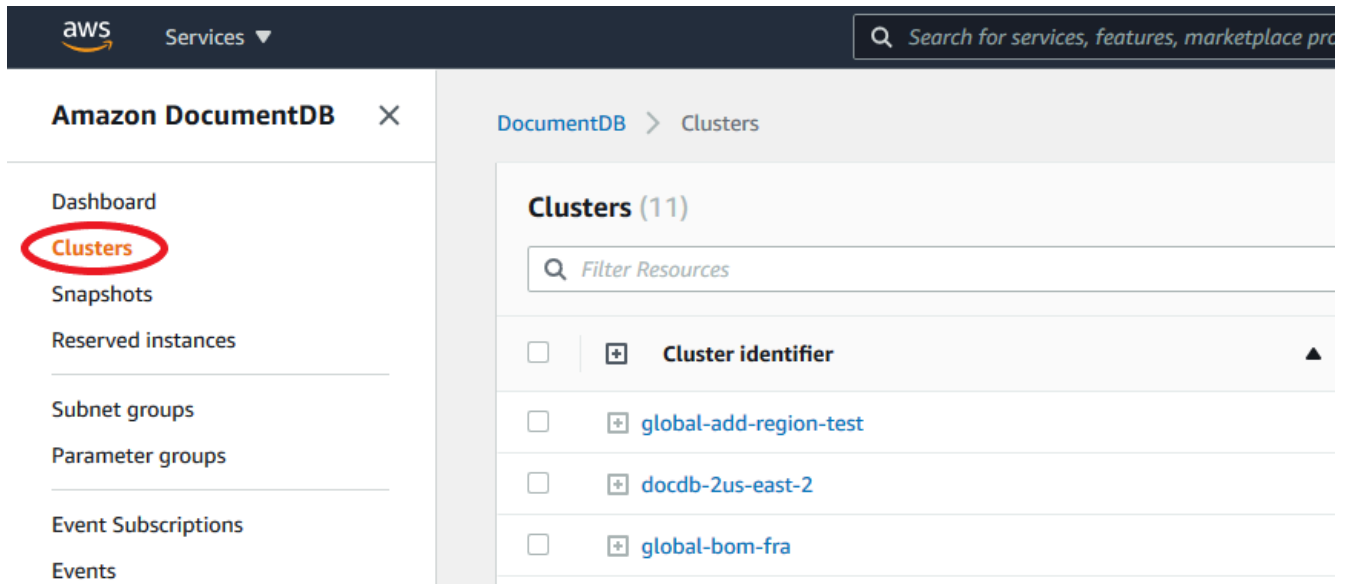 aws
Services ▼
Search for services, features, marketplace pro
Amazon DocumentDB
DocumentDB > Clusters
Dashboard
Clusters
Snapshots
Reserved instances
Subnet groups
Parameter groups
Event Subscriptions
Events
Clusters (11)
Filter Resources
Cluster identifier
global-add-region-test
docdb-2us-east-2
global-bom-fra